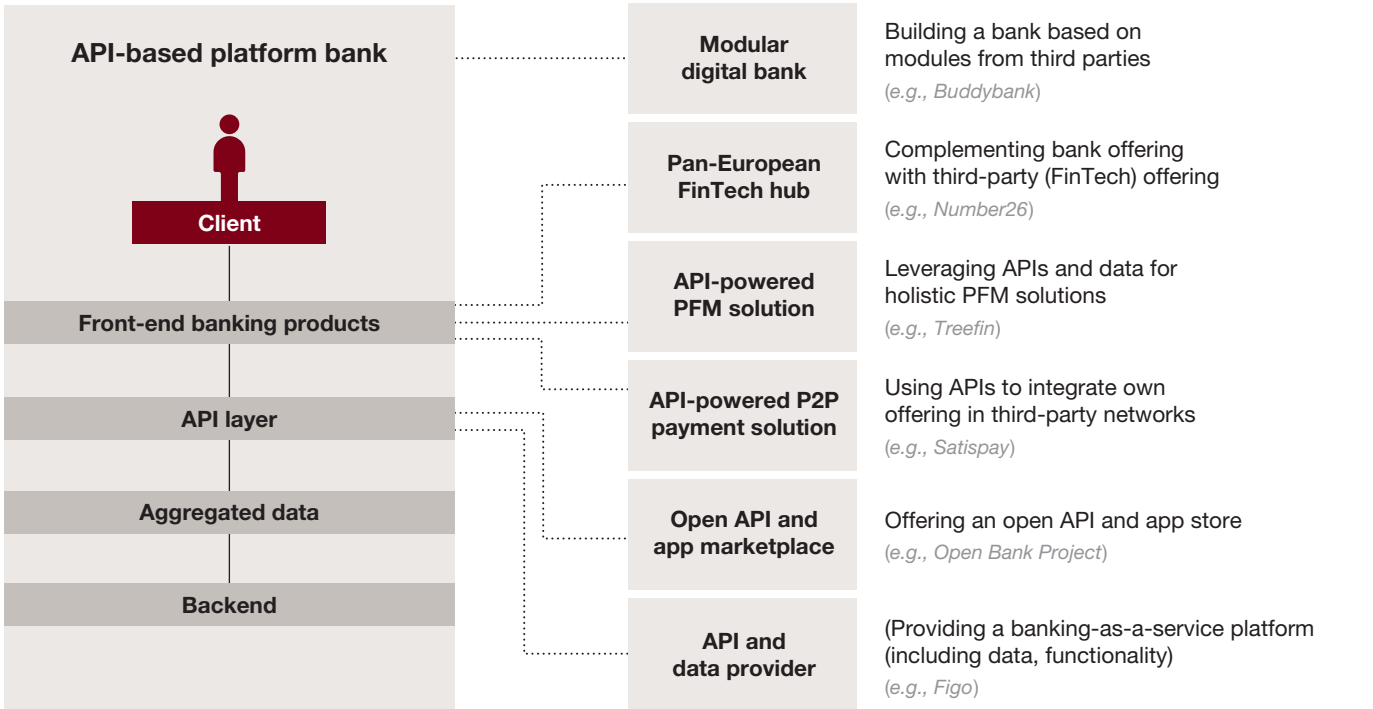 API-based platform bank
Client
Front-end banking products
API layer
Aggregated data
Backend
Modular
digital bank
Building a bank based on
modules from third parties
(e.g., Buddybank)
Pan-European
FinTech hub
Complementing bank offering
with third-party (FinTech) offering
(e.g., Number26)
API-powered
PFM solution
Leveraging APIs and data for
holistic PFM solutions
(e.g., Treefin)
API-powered P2P
payment solution
Using APIs to integrate own
offering in third-party networks
(e.g., Satispay)
Open API and
app marketplace
Offering an open API and app store
(e.g., Open Bank Project)
API and
data provider
(Providing a banking-as-a-service platform
(including data, functionality)
(e.g., Figo)